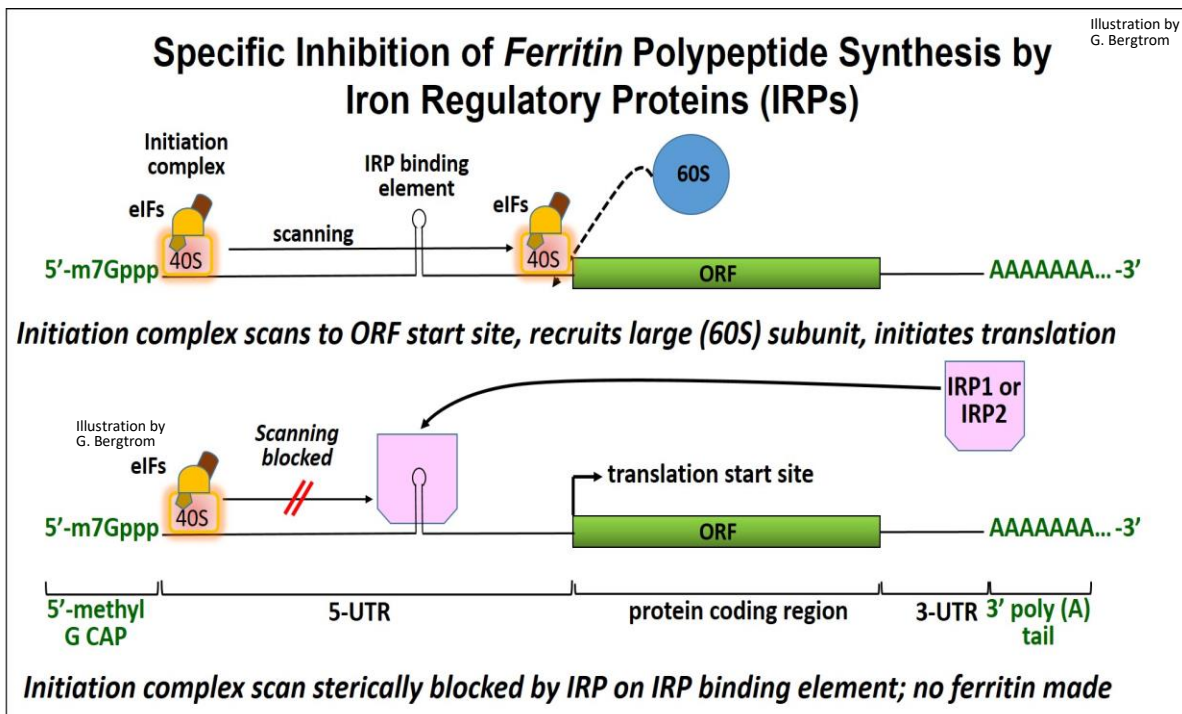 Illustration by
G. Bergtrom
Specific Inhibition of Ferritin Polypeptide Synthesis by
Iron Regulatory Proteins (IRPs)
Initiation
complex
IRP binding
element
60S
eIFs
eIFs
scanning
40S
40S
5’-m7Gppp
ORF
AAAAAAA... -3’
Initiation complex scans to ORF start site, recruits large (60S) subunit, initiates translation
IRP1 or
IRP2
Illustration by
G. Bergtrom
Scanning
blocked
eIFs
translation start site
40S
5’-m7Gppp
ORF
AAAAAAA... -3’
5’-methyl
G CAP
5-UTR
protein coding region
3-UTR
3’ poly (A)
tail
Initiation complex scan sterically blocked by IRP on IRP binding element; no ferritin made